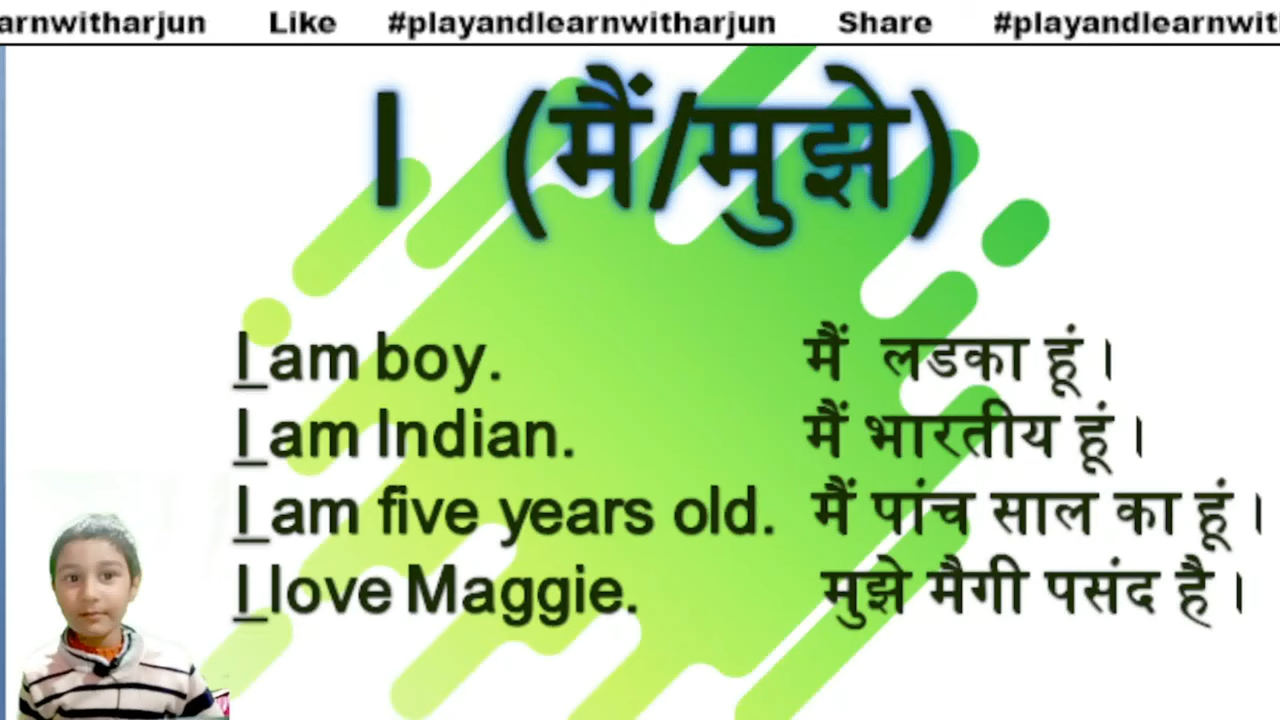 arnwitharjun Like #playandlearnwitharjun Share #playandlearnwit
I (मैं/मुझे)
I am boy. मैं लडका हूं।
I am Indian. मैं भारतीय हूं।
I am five years old. मैं पांच साल का हूं।
I love Maggie. मुझे मैगी पसंद है।